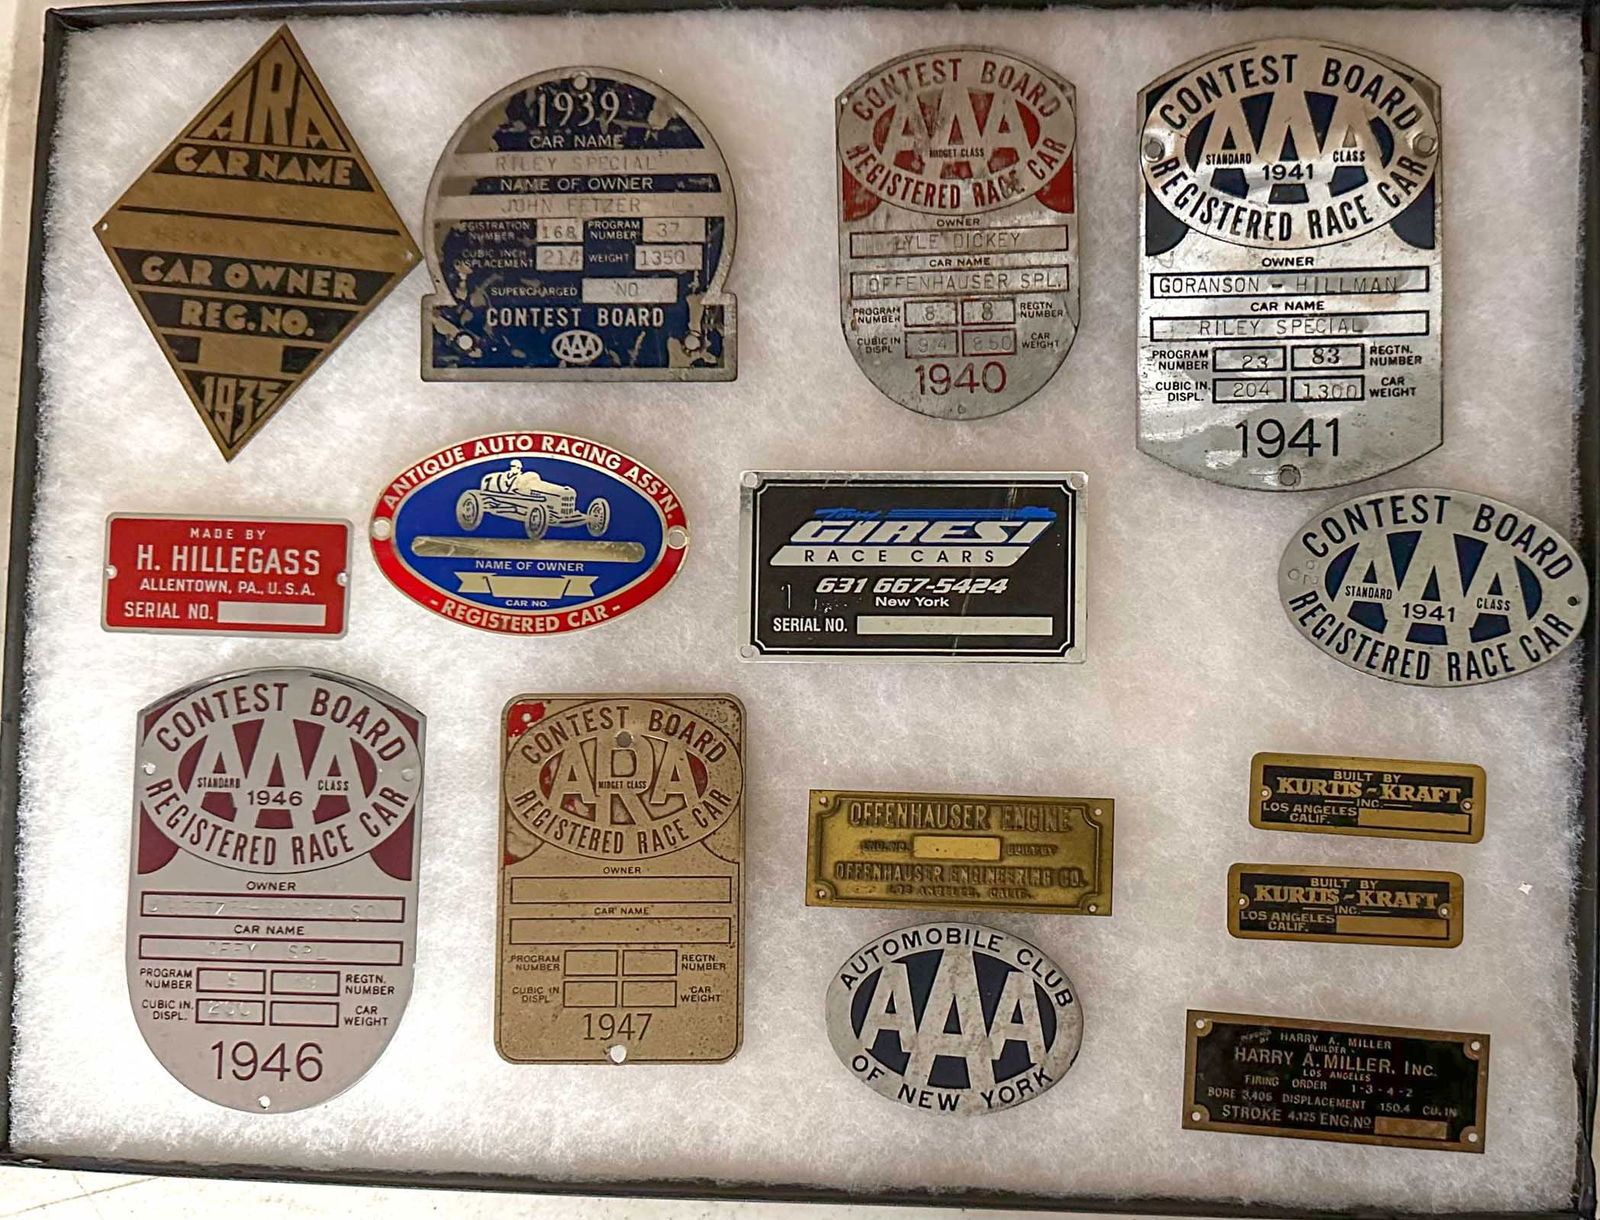 ARA
CAR NAME
CAR OWNER
REG. NO.
1935
1939
CAR NAME
RILEY SPECIAL
NAME OF OWNER
JOHN FETZER
REGISTRATION NUMBER 168 PROGRAM NUMBER 37
CUBIC INCH DISPLACEMENT 214 WEIGHT 1350
SUPERCHARGED NO
CONTEST BOARD
AAA
CONTEST BOARD
AAA
MIDGET CLASS
REGISTERED RACE CAR
OWNER
LYLE DICKEY
CAR NAME
OFFENHAUSER SPL.
PROGRAM NUMBER 8 8 REGTN NUMBER
CUBIC IN DISPL. 94 850 CAR WEIGHT
1940
CONTEST BOARD
AAA
STANDARD 1941 CLASS
REGISTERED RACE CAR
OWNER
GORANSON - HILLMAN
CAR NAME
RILEY SPECIAL
PROGRAM NUMBER 23 83 REGTN. NUMBER
CUBIC IN. DISPL. 204 1300 CAR WEIGHT
1941
MADE BY
H. HILLEGASS
ALLENTOWN, PA., U.S.A.
SERIAL NO.
ANTIQUE AUTO RACING ASS'N.
7
NAME OF OWNER
CAR NO.
- REGISTERED CAR -
Tony
GIRESI
RACE CARS
631 667-5424
New York
SERIAL NO.
CONTEST BOARD
AAA
STANDARD 1941 CLASS
REGISTERED RACE CAR
CONTEST BOARD
AAA
STANDARD 1946 CLASS
REGISTERED RACE CAR
OWNER
CAR NAME
OFFY SPL
PROGRAM NUMBER 5 REGTN. NUMBER
CUBIC IN. DISPL. CAR WEIGHT
1946
CONTEST BOARD
ARA
MIDGET CLASS
REGISTERED RACE CAR
OWNER
CAR NAME
PROGRAM NUMBER REGTN. NUMBER
CUBIC IN. DISPL. CAR WEIGHT
1947
OFFENHAUSER ENGINE
ENG. NO. BUILT BY
OFFENHAUSER ENGINEERING CO.
LOS ANGELES, CALIF.
AUTOMOBILE CLUB
AAA
OF NEW YORK
BUILT BY
KURTIS-KRAFT
INC.
LOS ANGELES
CALIF.
BUILT BY
KURTIS-KRAFT
INC.
LOS ANGELES
CALIF.
HARRY A. MILLER
BUILDER
HARRY A. MILLER, INC.
LOS ANGELES
FIRING ORDER 1-3-4-2
BORE 3.406 DISPLACEMENT 150.4 CU. IN
STROKE 4.125 ENG. NO